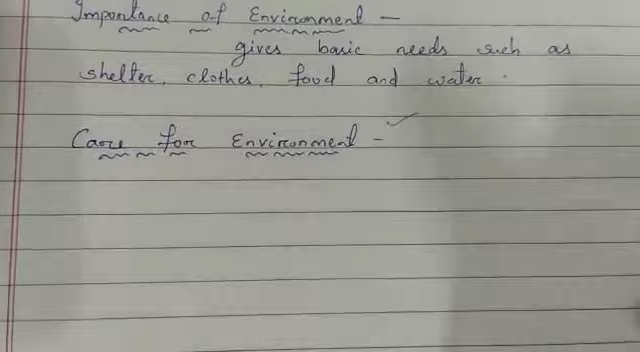 Importance of Environment -
gives basic needs such as
shelter, clothes, food and water.
Care for Environment -